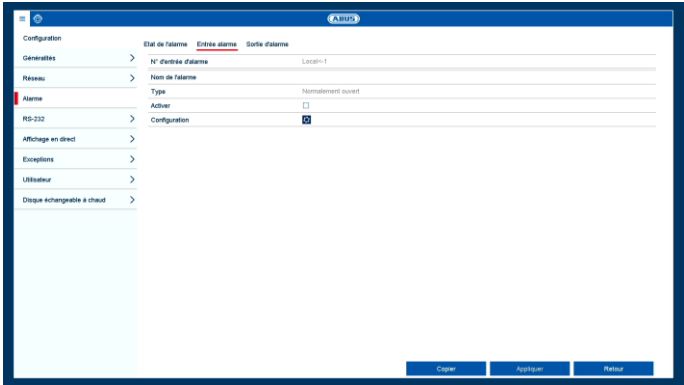 ABUS
Configuration
Etat de l'alarme Entrée alarme Sortie d'alarme
Généralités
N° d'entrée d'alarme Local<-1
Réseau
Nom de l'alarme
Type Normalement ouvert
Alarme
Activer
RS-232
Configuration
Affichage en direct
Exceptions
Utilisateur
Disque échangeable à chaud
Copier Appliquer Retour